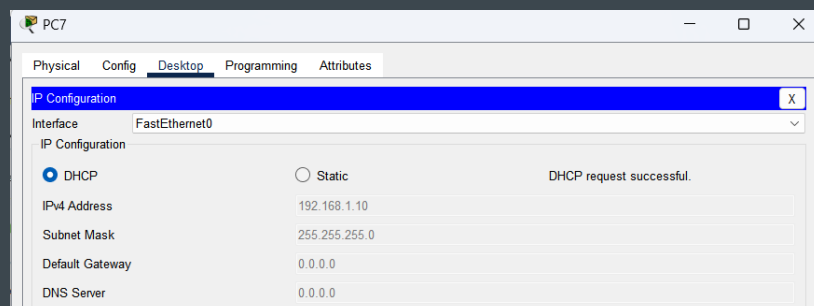 PC7
Physical Config Desktop Programming Attributes
IP Configuration X
Interface FastEthernet0
IP Configuration
DHCP Static DHCP request successful.
IPv4 Address 192.168.1.10
Subnet Mask 255.255.255.0
Default Gateway 0.0.0.0
DNS Server 0.0.0.0